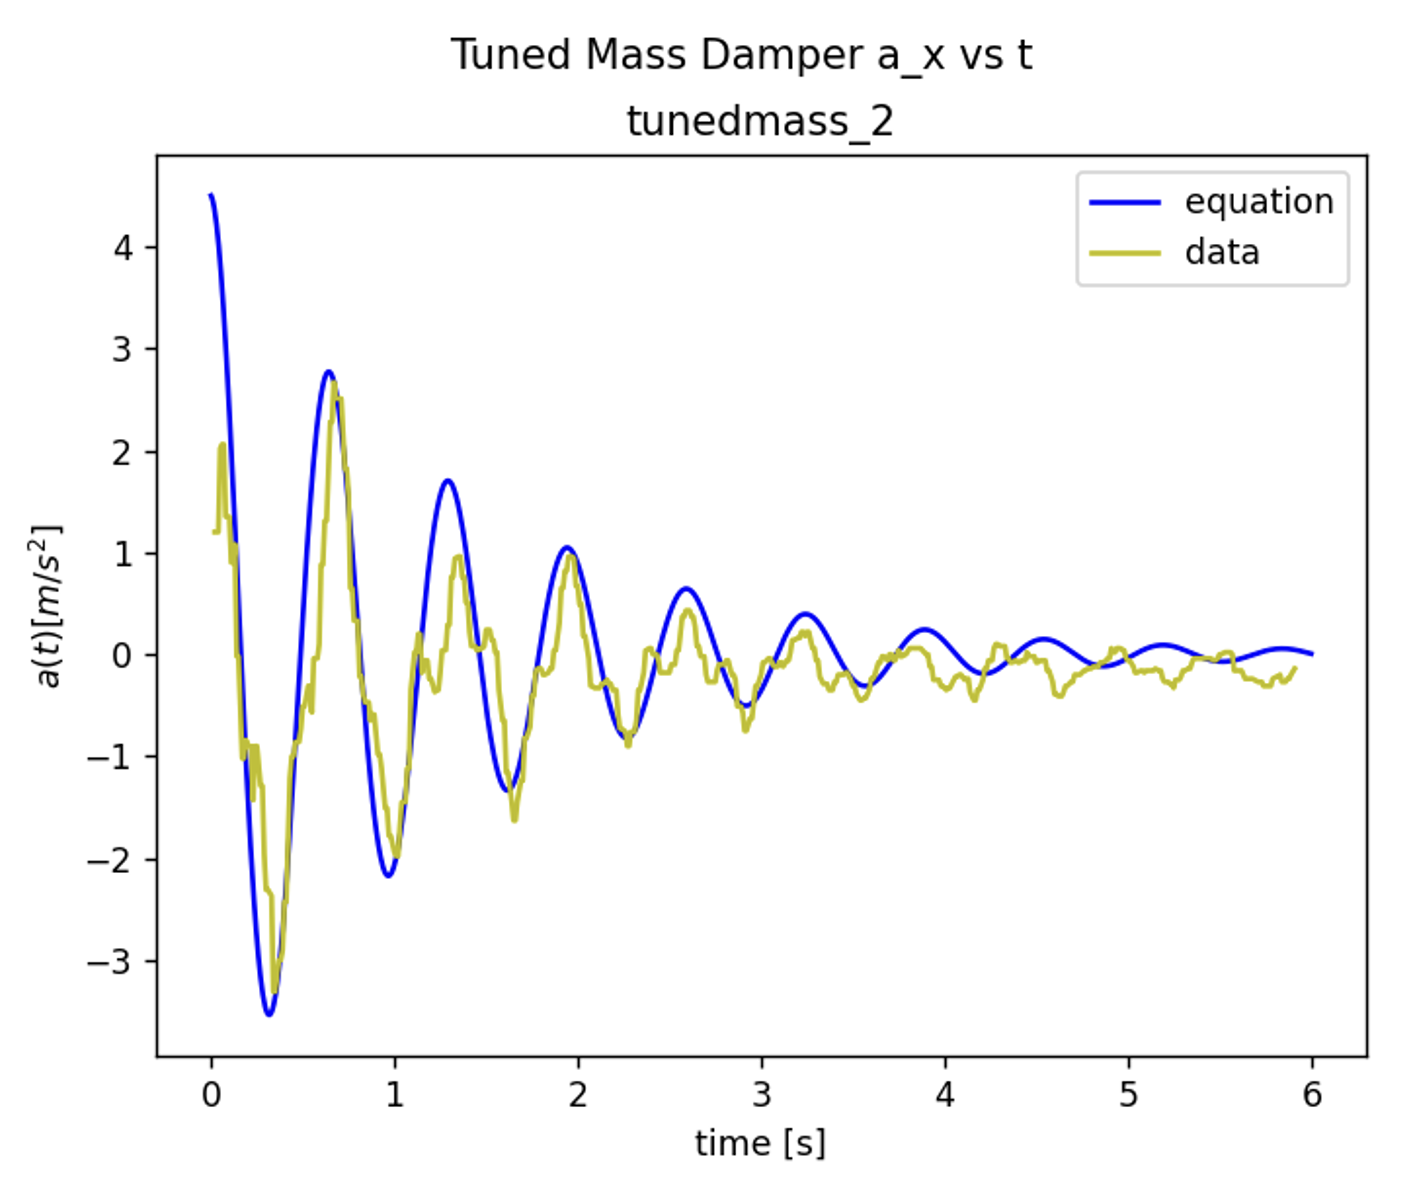 Tuned Mass Damper a_x vs t
tunedmass_2
equation
data
a(t)[m/s²]
4
3
2
1
0
−1
−2
−3
0 1 2 3 4 5 6
time [s]